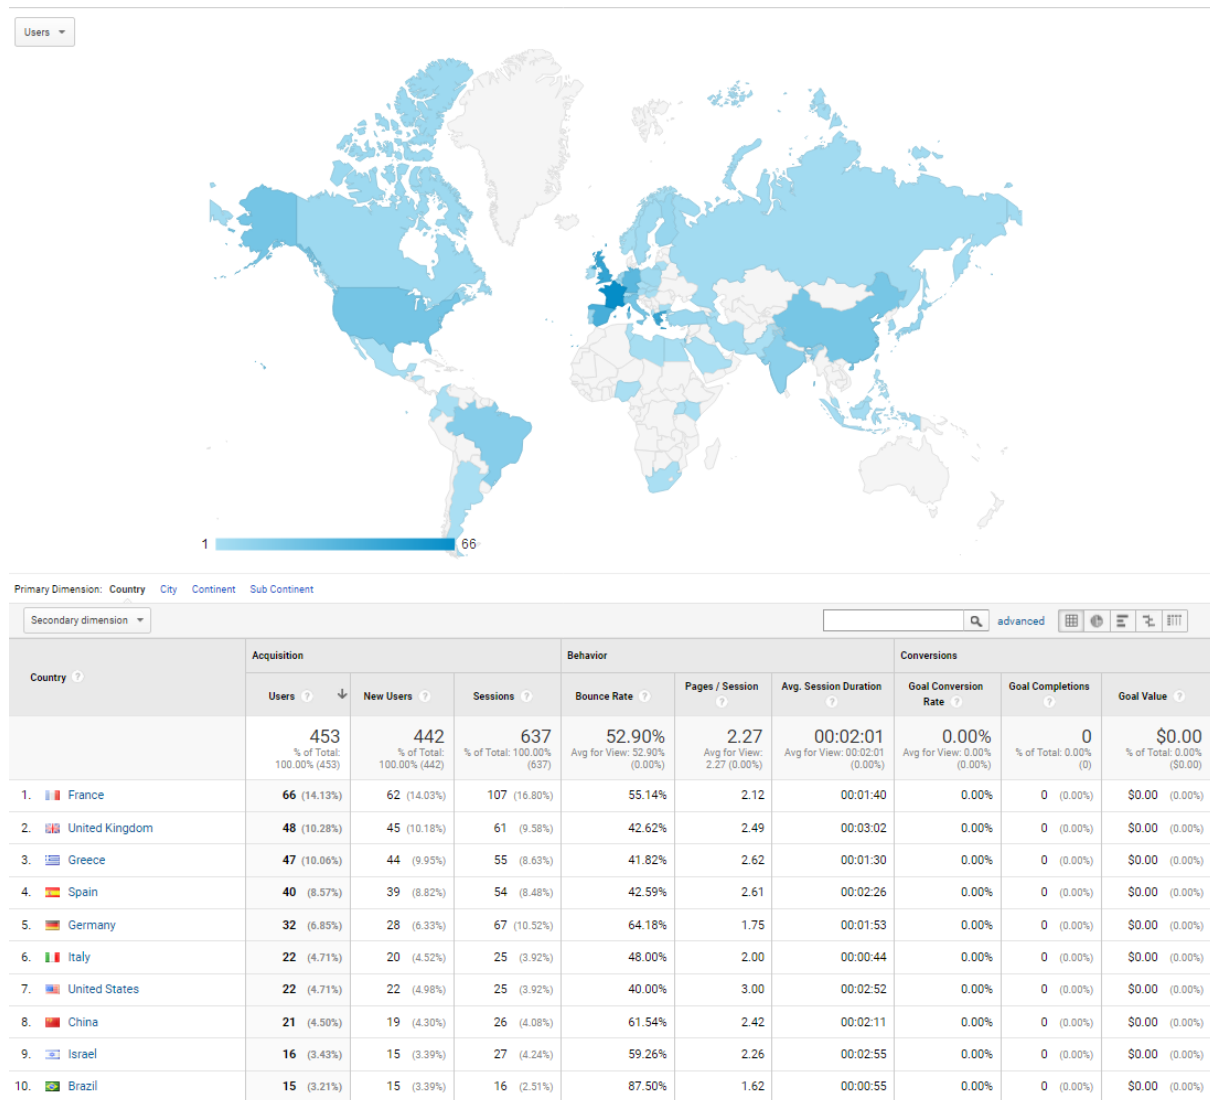 Users
1 66
Primary Dimension: Country City Continent Sub Continent
Secondary dimension advanced
Acquisition Behavior Conversions
Country ? Users ? New Users ? Sessions ? Bounce Rate ? Pages / Session ? Avg. Session Duration ? Goal Conversion Rate ? Goal Completions ? Goal Value ?
453 442 637 52.90% 2.27 00:02:01 0.00% 0 $0.00
% of Total: 100.00% (453) % of Total: 100.00% (442) % of Total: 100.00% (637) Avg for View: 52.90% (0.00%) Avg for View: 2.27 (0.00%) Avg for View: 00:02:01 (0.00%) Avg for View: 0.00% (0.00%) % of Total: 0.00% (0) % of Total: 0.00% ($0.00)
1. France 66 (14.13%) 62 (14.03%) 107 (16.80%) 55.14% 2.12 00:01:40 0.00% 0 (0.00%) $0.00 (0.00%)
2. United Kingdom 48 (10.28%) 45 (10.18%) 61 (9.58%) 42.62% 2.49 00:03:02 0.00% 0 (0.00%) $0.00 (0.00%)
3. Greece 47 (10.06%) 44 (9.95%) 55 (8.63%) 41.82% 2.62 00:01:30 0.00% 0 (0.00%) $0.00 (0.00%)
4. Spain 40 (8.57%) 39 (8.82%) 54 (8.48%) 42.59% 2.61 00:02:26 0.00% 0 (0.00%) $0.00 (0.00%)
5. Germany 32 (6.85%) 28 (6.33%) 67 (10.52%) 64.18% 1.75 00:01:53 0.00% 0 (0.00%) $0.00 (0.00%)
6. Italy 22 (4.71%) 20 (4.52%) 25 (3.92%) 48.00% 2.00 00:00:44 0.00% 0 (0.00%) $0.00 (0.00%)
7. United States 22 (4.71%) 22 (4.98%) 25 (3.92%) 40.00% 3.00 00:02:52 0.00% 0 (0.00%) $0.00 (0.00%)
8. China 21 (4.50%) 19 (4.30%) 26 (4.08%) 61.54% 2.42 00:02:11 0.00% 0 (0.00%) $0.00 (0.00%)
9. Israel 16 (3.43%) 15 (3.39%) 27 (4.24%) 59.26% 2.26 00:02:55 0.00% 0 (0.00%) $0.00 (0.00%)
10. Brazil 15 (3.21%) 15 (3.39%) 16 (2.51%) 87.50% 1.62 00:00:55 0.00% 0 (0.00%) $0.00 (0.00%)